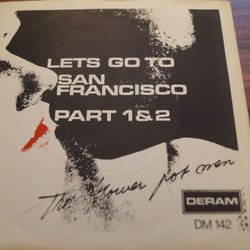 LETS GO TO
SAN
FRANCISCO
PART 1&2
The flower pot men
DERAM
DM 142